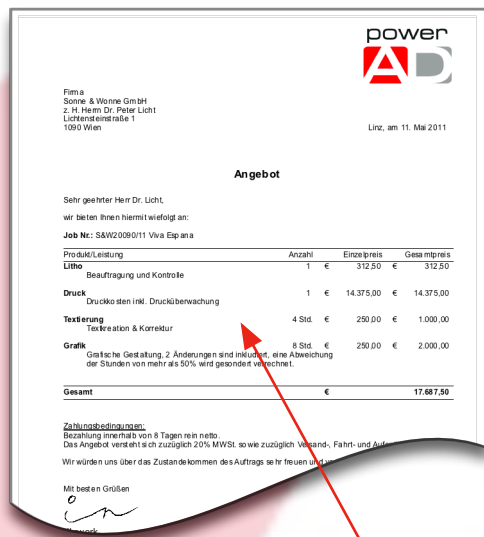 power
AD
Firma
Sonne & Wonne GmbH
z. H. Herrn Dr. Peter Licht
Lichtensteinstraße 1
1090 Wien
Linz, am 11. Mai 2011
Angebot
Sehr geehrter Herr Dr. Licht,
wir bieten Ihnen hiermit wiefolgt an:
Job Nr.: S&W20090/11 Viva Espana
Produkt/Leistung Anzahl Einzelpreis Gesamtpreis
Litho 1 € 312,50 € 312,50
Beauftragung und Kontrolle
Druck 1 € 14.375,00 € 14.375,00
Druckkosten inkl. Drucküberwachung
Textierung 4 Std. € 250,00 € 1.000,00
Textkreation & Korrektur
Grafik 8 Std. € 250,00 € 2.000,00
Grafische Gestaltung, 2 Änderungen sind inkludiert, eine Abweichung
der Stunden von mehr als 50% wird gesondert verrechnet.
Gesamt € 17.687,50
Zahlungsbedingungen:
Bezahlung innerhalb von 8 Tagen rein netto.
Das Angebot versteht sich zuzüglich 20% MWSt. sowie zuzüglich Versand-, Fahrt- und
Wir würden uns über das Zustandekommen des Auftrags sehr freuen und
Mit besten Grüßen